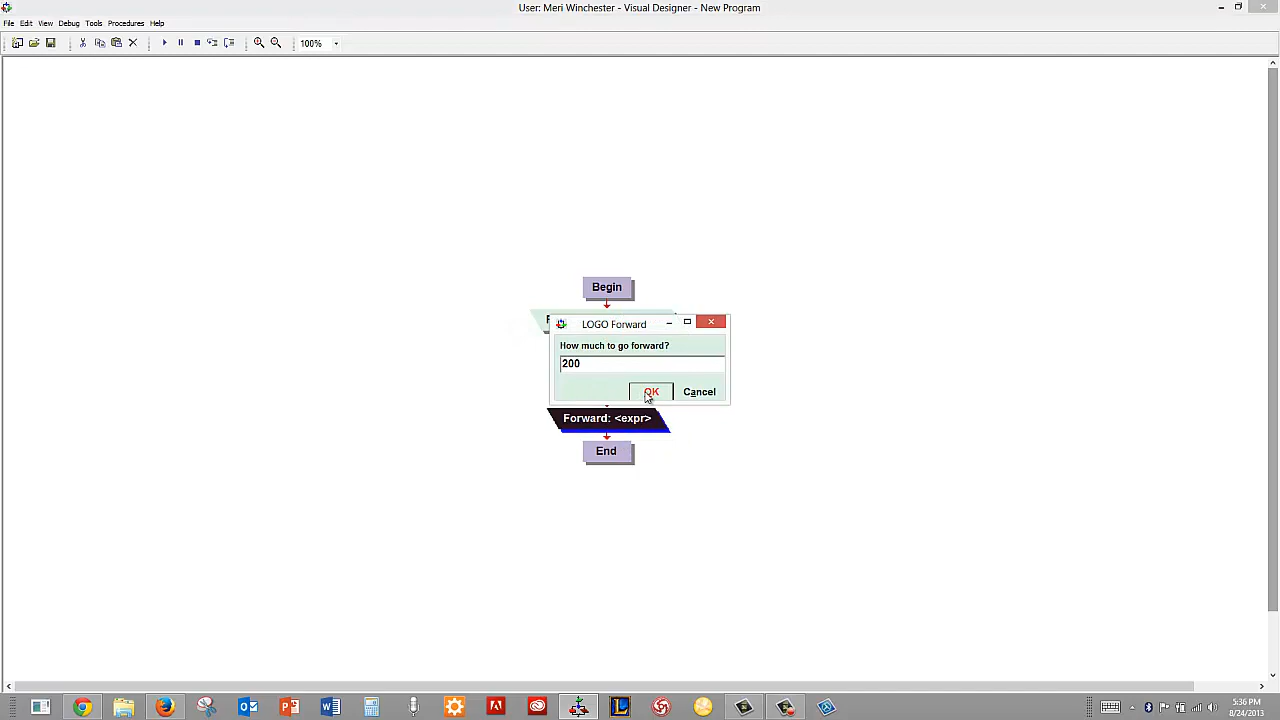 User: Meri Winchester - Visual Designer - New Program
File Edit View Debug Tools Procedures Help
100%
Begin
LOGO Forward
How much to go forward?
200
OK Cancel
Forward: <expr>
End
5:36 PM
8/24/2013